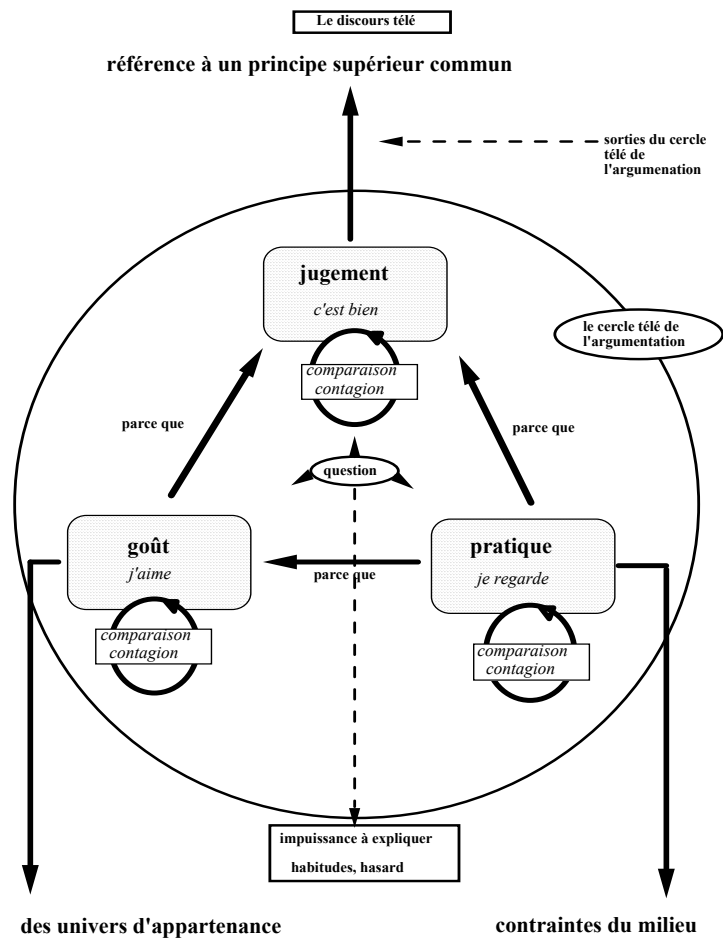 Le discours télé
référence à un principe supérieur commun
sorties du cercle
télé de
l'argumenation
jugement
c'est bien
le cercle télé de
l'argumentation
comparaison
contagion
parce que
parce que
question
goût
j'aime
parce que
pratique
je regarde
comparaison
contagion
comparaison
contagion
impuissance à expliquer
habitudes, hasard
des univers d'appartenance
contraintes du milieu